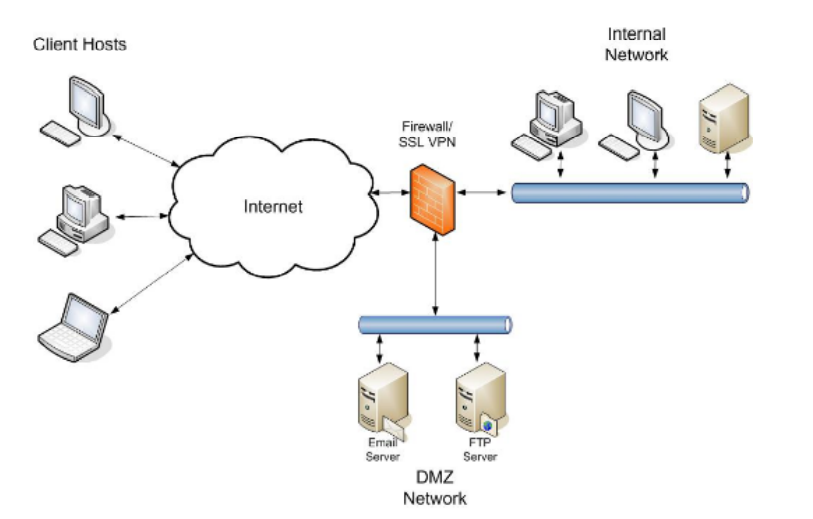 Client Hosts
Internal
Network
Firewall/
SSL VPN
Internet
Email
Server
FTP
Server
DMZ
Network